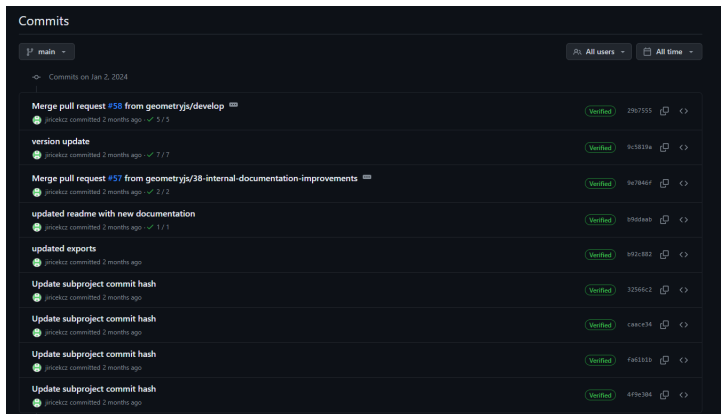 Commits
main
All users
All time
Commits on Jan 2, 2024
Merge pull request #58 from geometryjs/develop
Verified
29b7555
jiricekcz committed 2 months ago · ✓ 5 / 5
version update
Verified
9c5819a
jiricekcz committed 2 months ago · ✓ 7 / 7
Merge pull request #57 from geometryjs/38-internal-documentation-improvements
Verified
9e7046f
jiricekcz committed 2 months ago · ✓ 2 / 2
updated readme with new documentation
Verified
b9ddaab
jiricekcz committed 2 months ago · ✓ 1 / 1
updated exports
Verified
b92c882
jiricekcz committed 2 months ago
Update subproject commit hash
Verified
32566c2
jiricekcz committed 2 months ago
Update subproject commit hash
Verified
caace34
jiricekcz committed 2 months ago
Update subproject commit hash
Verified
fa61b1b
jiricekcz committed 2 months ago
Update subproject commit hash
Verified
4f9e304
jiricekcz committed 2 months ago